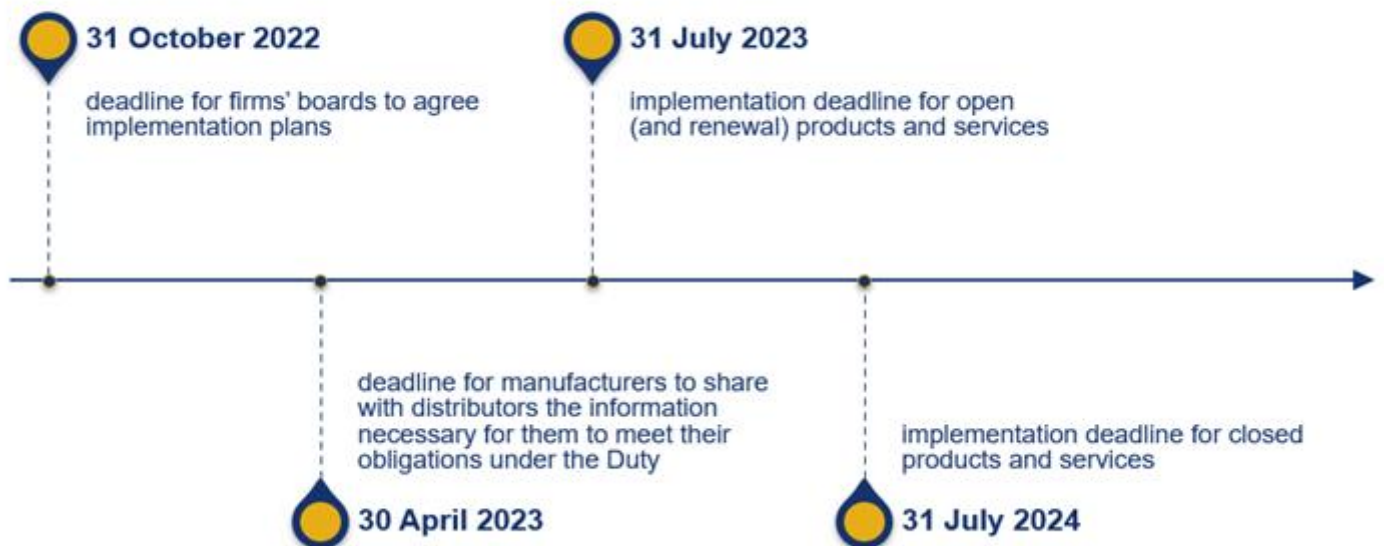 31 October 2022
deadline for firms' boards to agree
implementation plans
31 July 2023
implementation deadline for open
(and renewal) products and services
deadline for manufacturers to share
with distributors the information
necessary for them to meet their
obligations under the Duty
30 April 2023
implementation deadline for closed
products and services
31 July 2024